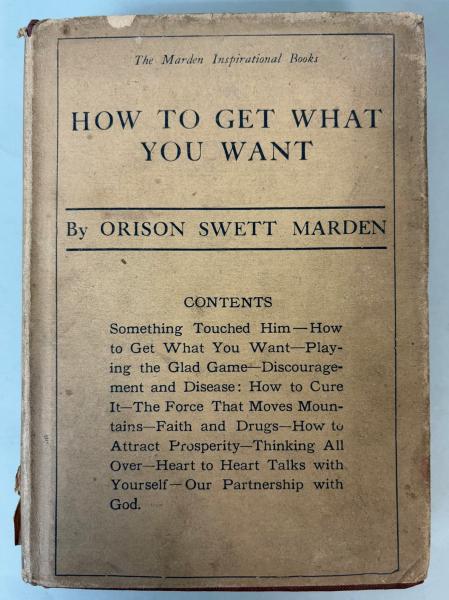 The Marden Inspirational Books
HOW TO GET WHAT
YOU WANT
By ORISON SWETT MARDEN
CONTENTS
Something Touched Him—How
to Get What You Want—Play-
ing the Glad Game—Discourage-
ment and Disease: How to Cure
It—The Force That Moves Moun-
tains—Faith and Drugs—How to
Attract Prosperity—Thinking All
Over—Heart to Heart Talks with
Yourself—Our Partnership with
God.